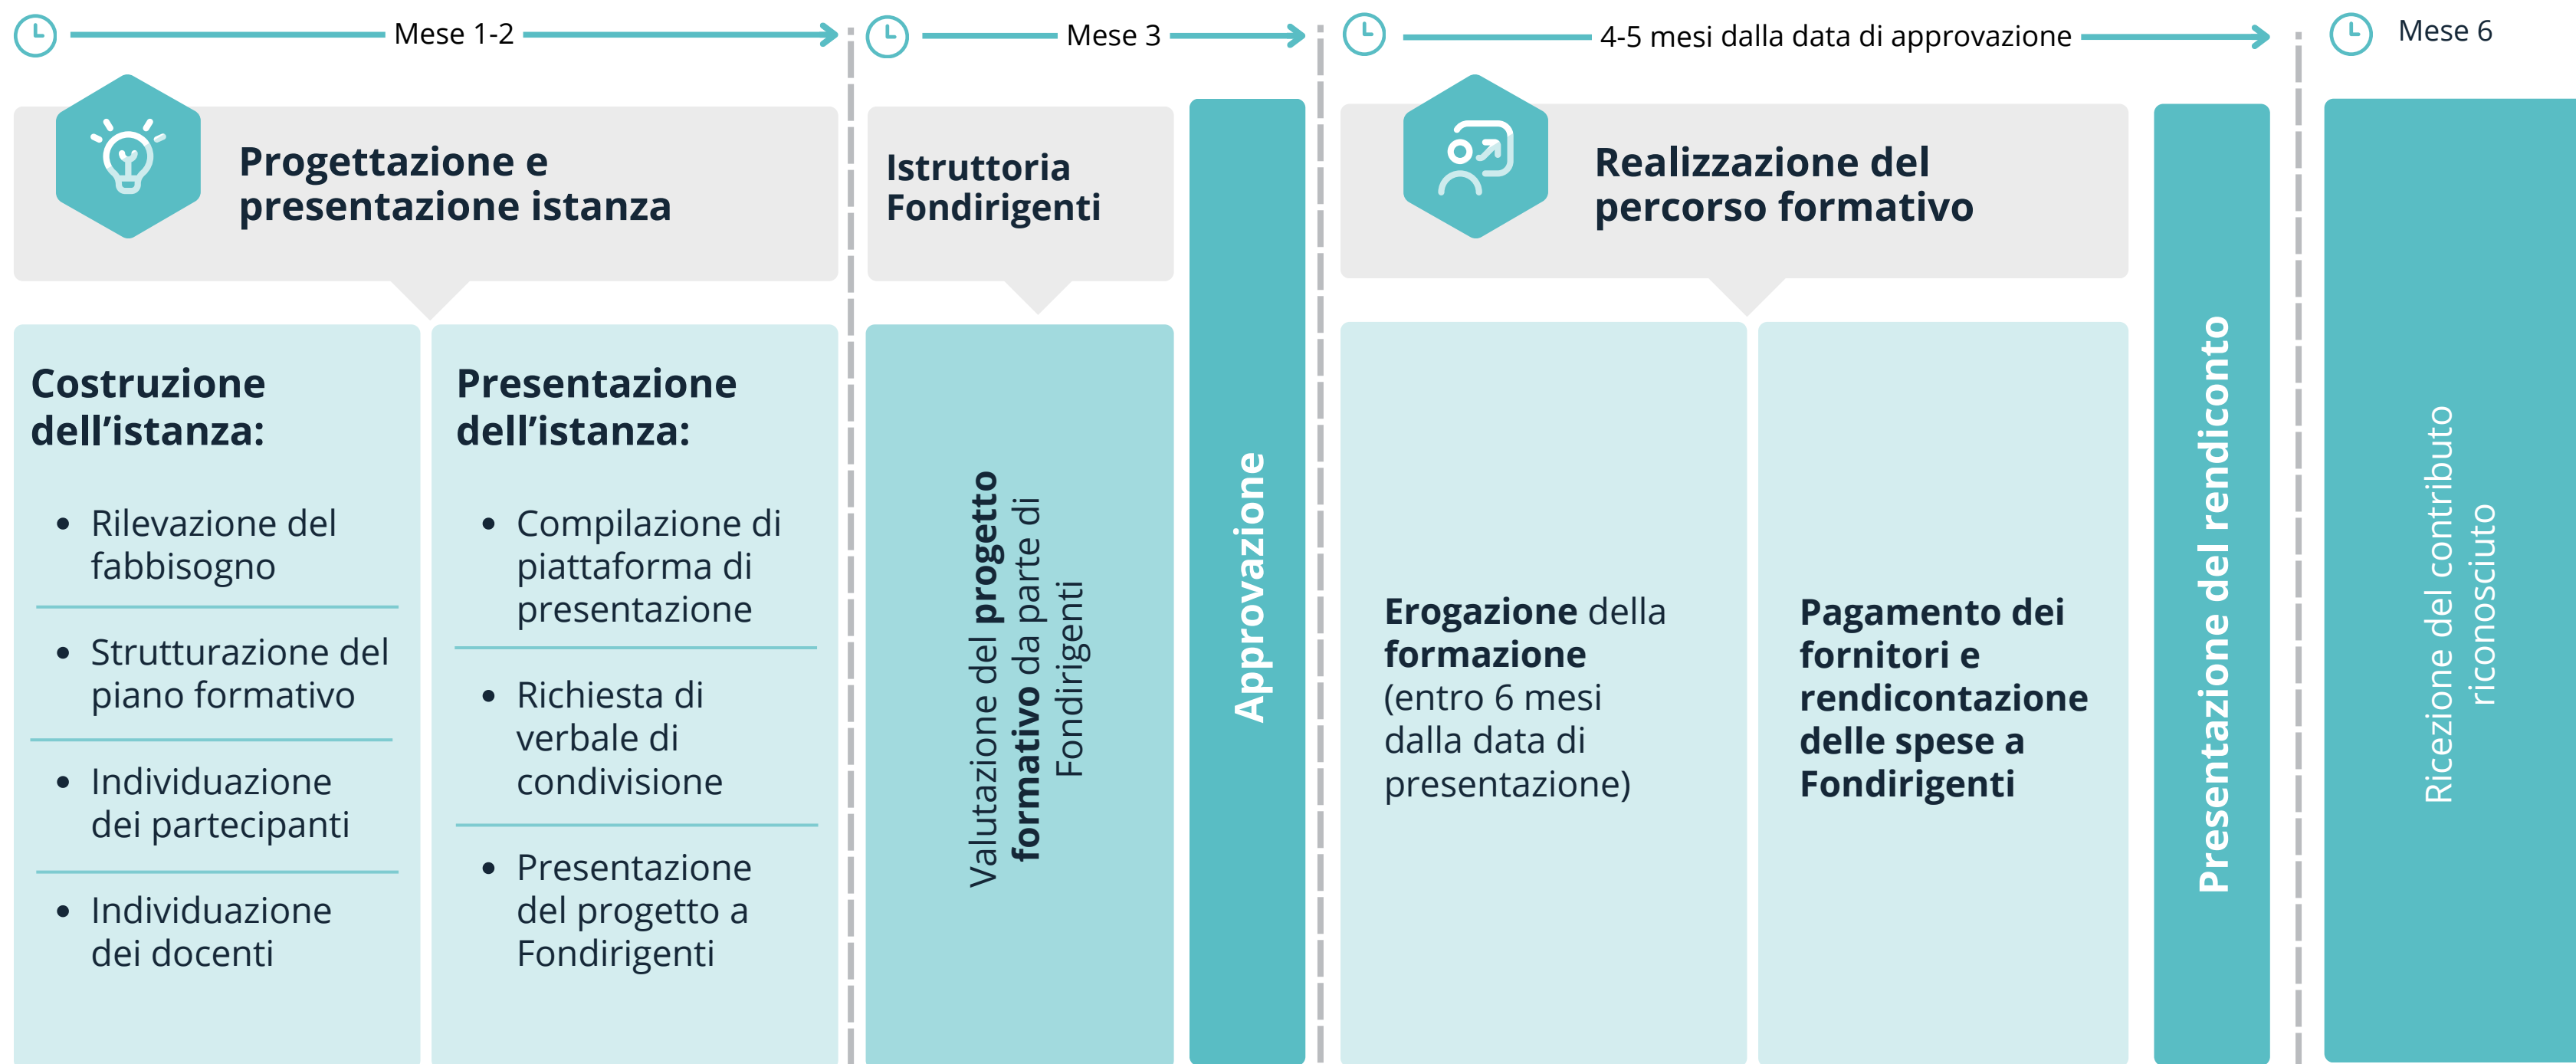 Mese 1-2
Mese 3
4-5 mesi dalla data di approvazione
Mese 6
Progettazione e
presentazione istanza
Costruzione
dell’istanza:
• Rilevazione del
fabbisogno
• Strutturazione del
piano formativo
• Individuazione
dei partecipanti
• Individuazione
dei docenti
Presentazione
dell’istanza:
• Compilazione di
piattaforma di
presentazione
• Richiesta di
verbale di
condivisione
• Presentazione
del progetto a
Fondirigenti
Istruttoria
Fondirigenti
Valutazione del progetto
formativo da parte di
Fondirigenti
Approvazione
Realizzazione del
percorso formativo
Erogazione della
formazione
(entro 6 mesi
dalla data di
presentazione)
Pagamento dei
fornitori e
rendicontazione
delle spese a
Fondirigenti
Presentazione del rendiconto
Ricezione del contributo
riconosciuto